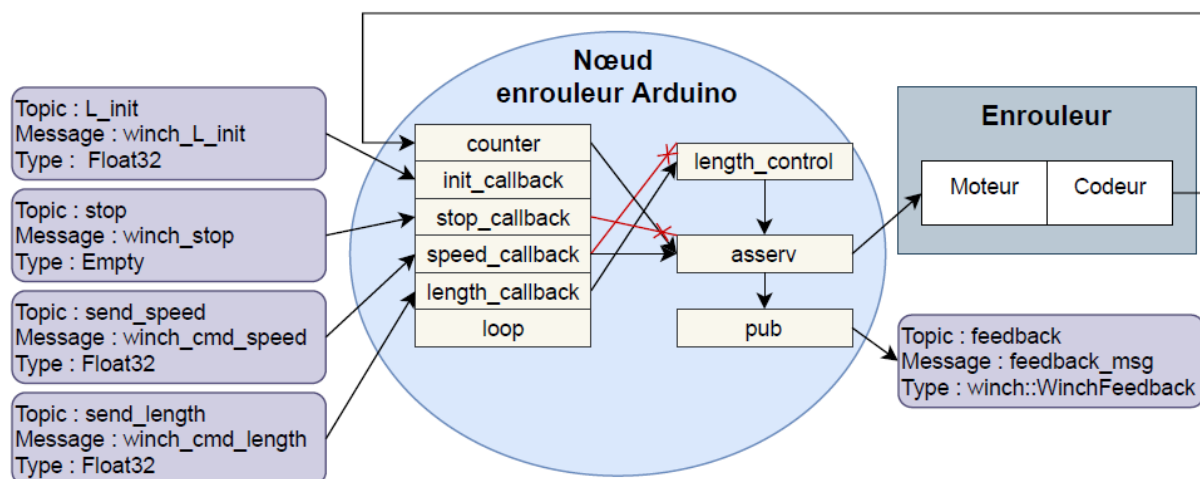 Nœud
enrouleur Arduino
Topic : L_init
Message : winch_L_init
Type :  Float32
Topic : stop
Message : winch_stop
Type : Empty
Topic : send_speed
Message : winch_cmd_speed
Type : Float32
Topic : send_length
Message : winch_cmd_length
Type : Float32
counter
init_callback
stop_callback
speed_callback
length_callback
loop
length_control
asserv
pub
Enrouleur
Moteur
Codeur
Topic : feedback
Message : feedback_msg
Type : winch::WinchFeedback